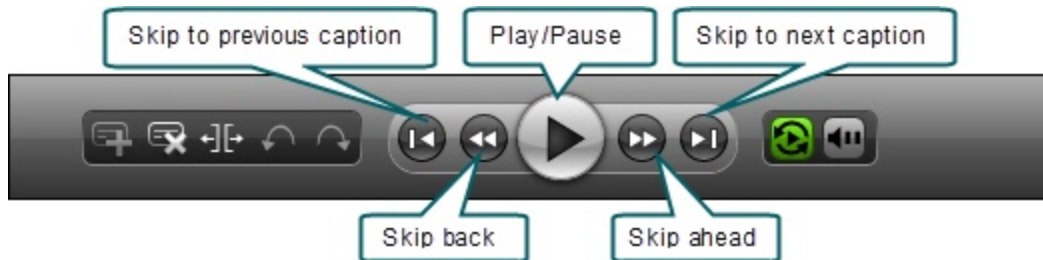 Skip to previous caption
Play/Pause
Skip to next caption
Skip back
Skip ahead